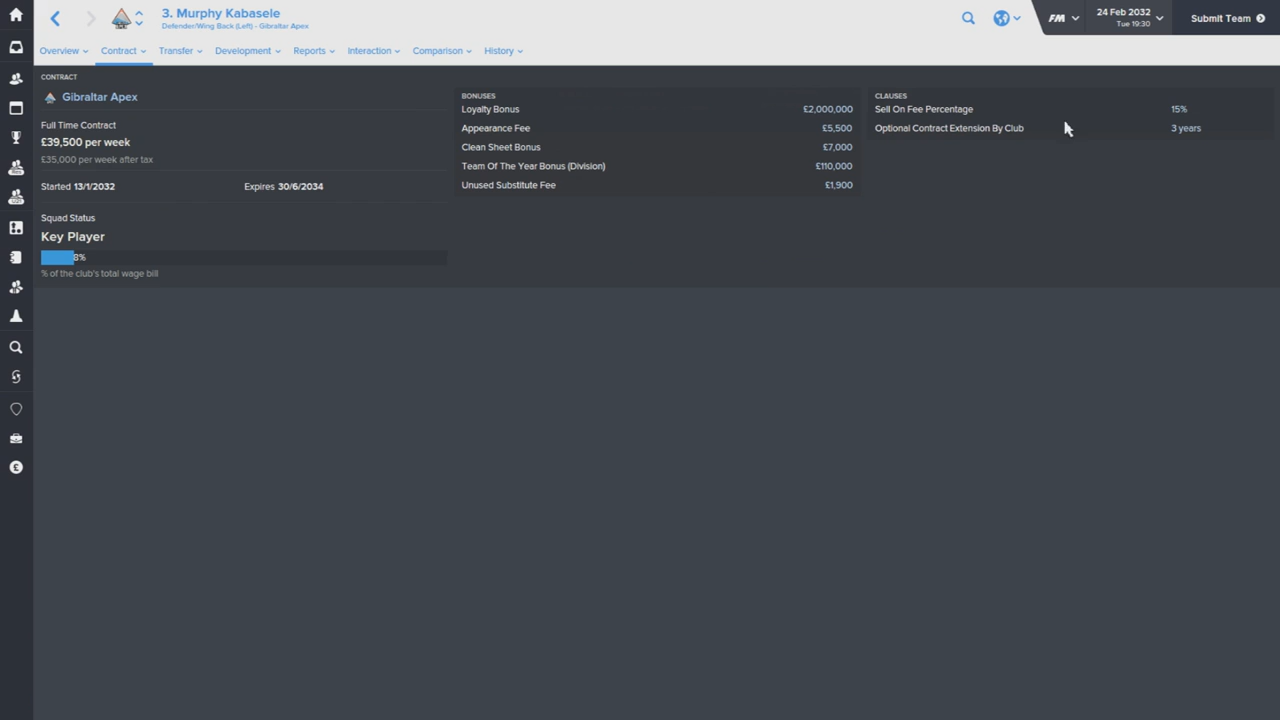 3. Murphy Kabasele
Defender/Wing Back (Left) - Gibraltar Apex
FM
24 Feb 2032
Tue 19:30
Submit Team
Overview
Contract
Transfer
Development
Reports
Interaction
Comparison
History
CONTRACT
Gibraltar Apex
Full Time Contract
£39,500 per week
£35,000 per week after tax
Started 13/1/2032
Expires 30/6/2034
Squad Status
Key Player
8%
% of the club's total wage bill
BONUSES
Loyalty Bonus £2,000,000
Appearance Fee £5,500
Clean Sheet Bonus £7,000
Team Of The Year Bonus (Division) £110,000
Unused Substitute Fee £1,900
CLAUSES
Sell On Fee Percentage 15%
Optional Contract Extension By Club 3 years